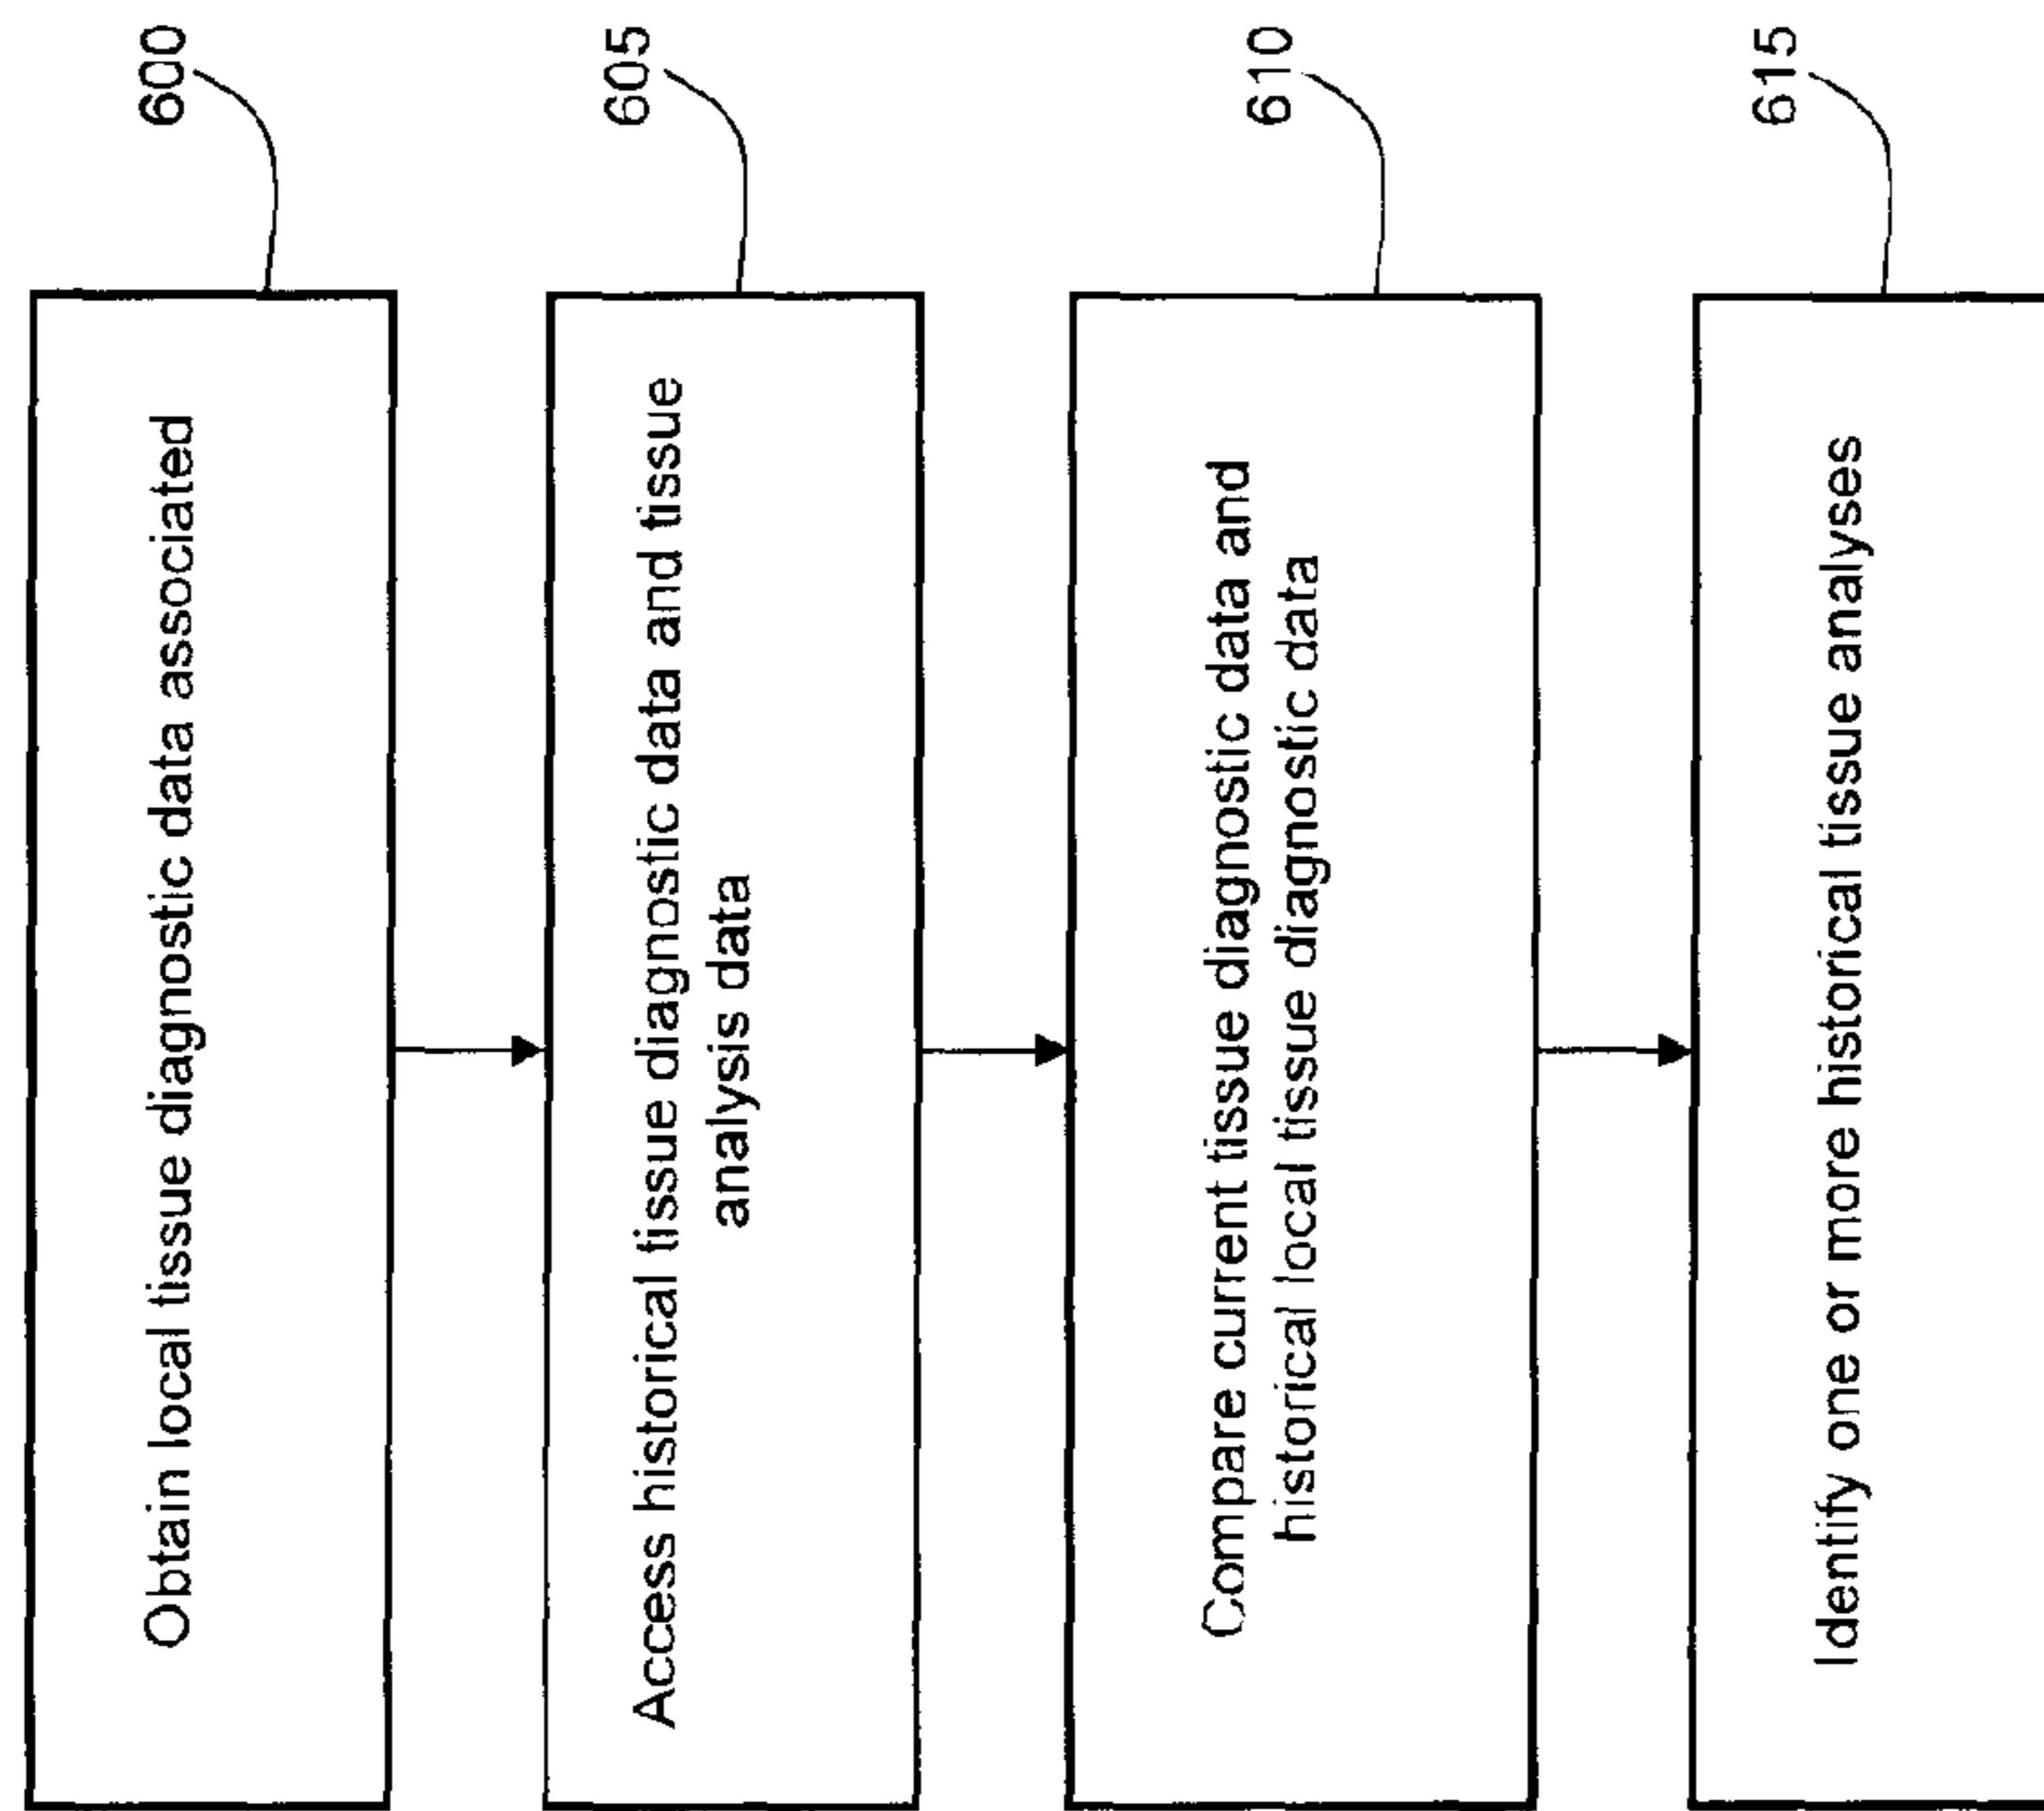 Obtain local tissue diagnostic data associated
600
Access historical tissue diagnostic data and tissue
analysis data
605
Compare current tissue diagnostic data and
historical local tissue diagnostic data
610
Identify one or more historical tissue analyses
615